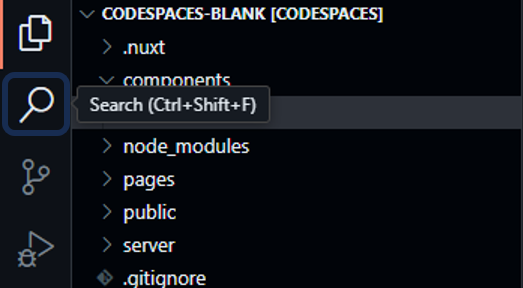 CODESPACES-BLANK [CODESPACES]
.nuxt
components
Search (Ctrl+Shift+F)
node_modules
pages
public
server
.gitignore